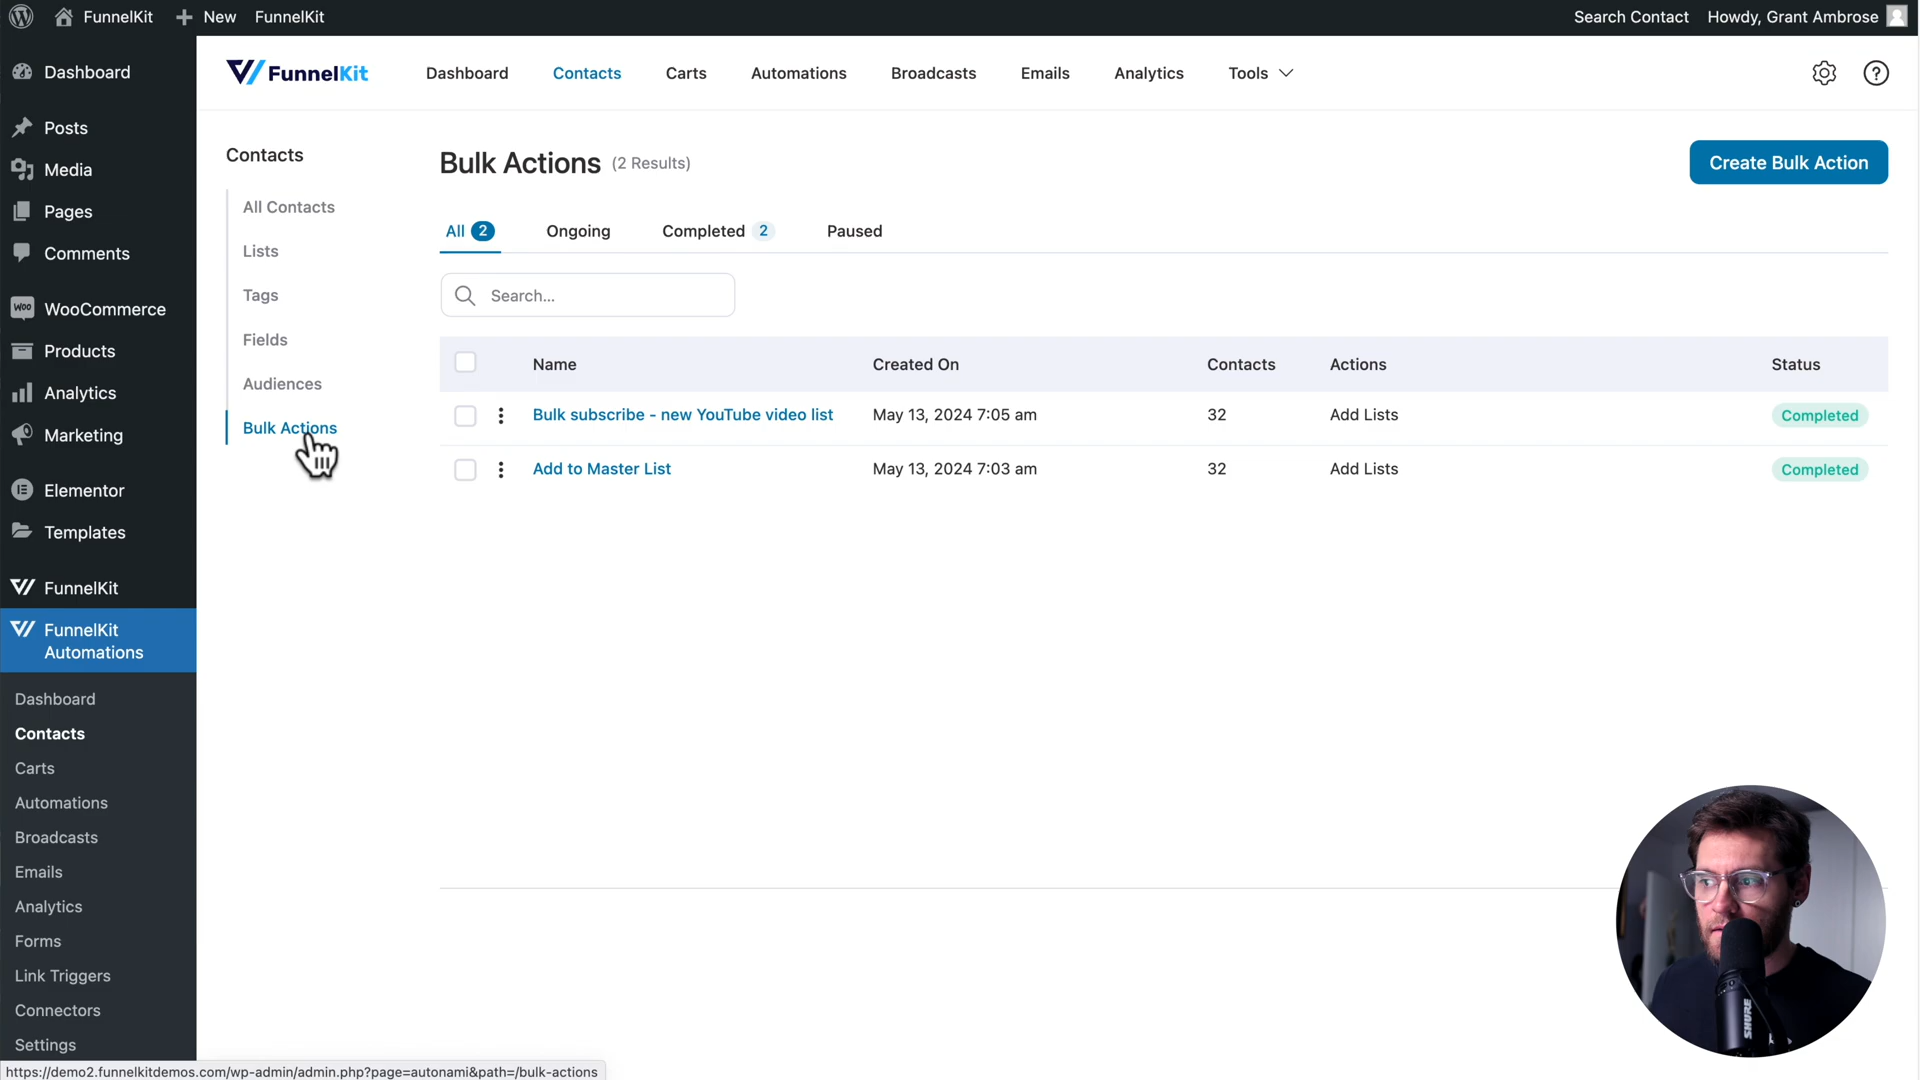 FunnelKit
New
FunnelKit
Search Contact
Howdy, Grant Ambrose
Dashboard
Posts
Media
Pages
Comments
WooCommerce
Products
Analytics
Marketing
Elementor
Templates
FunnelKit
FunnelKit
Automations
Dashboard
Contacts
Carts
Automations
Broadcasts
Emails
Analytics
Forms
Link Triggers
Connectors
Settings
FunnelKit
Dashboard
Contacts
Carts
Automations
Broadcasts
Emails
Analytics
Tools
Contacts
All Contacts
Lists
Tags
Fields
Audiences
Bulk Actions
Bulk Actions (2 Results)
Create Bulk Action
All 2
Ongoing
Completed 2
Paused
Search...
Name Created On Contacts Actions Status
Bulk subscribe - new YouTube video list May 13, 2024 7:05 am 32 Add Lists Completed
Add to Master List May 13, 2024 7:03 am 32 Add Lists Completed
SHURE
https://demo2.funnelkitdemos.com/wp-admin/admin.php?page=autonami&path=/bulk-actions